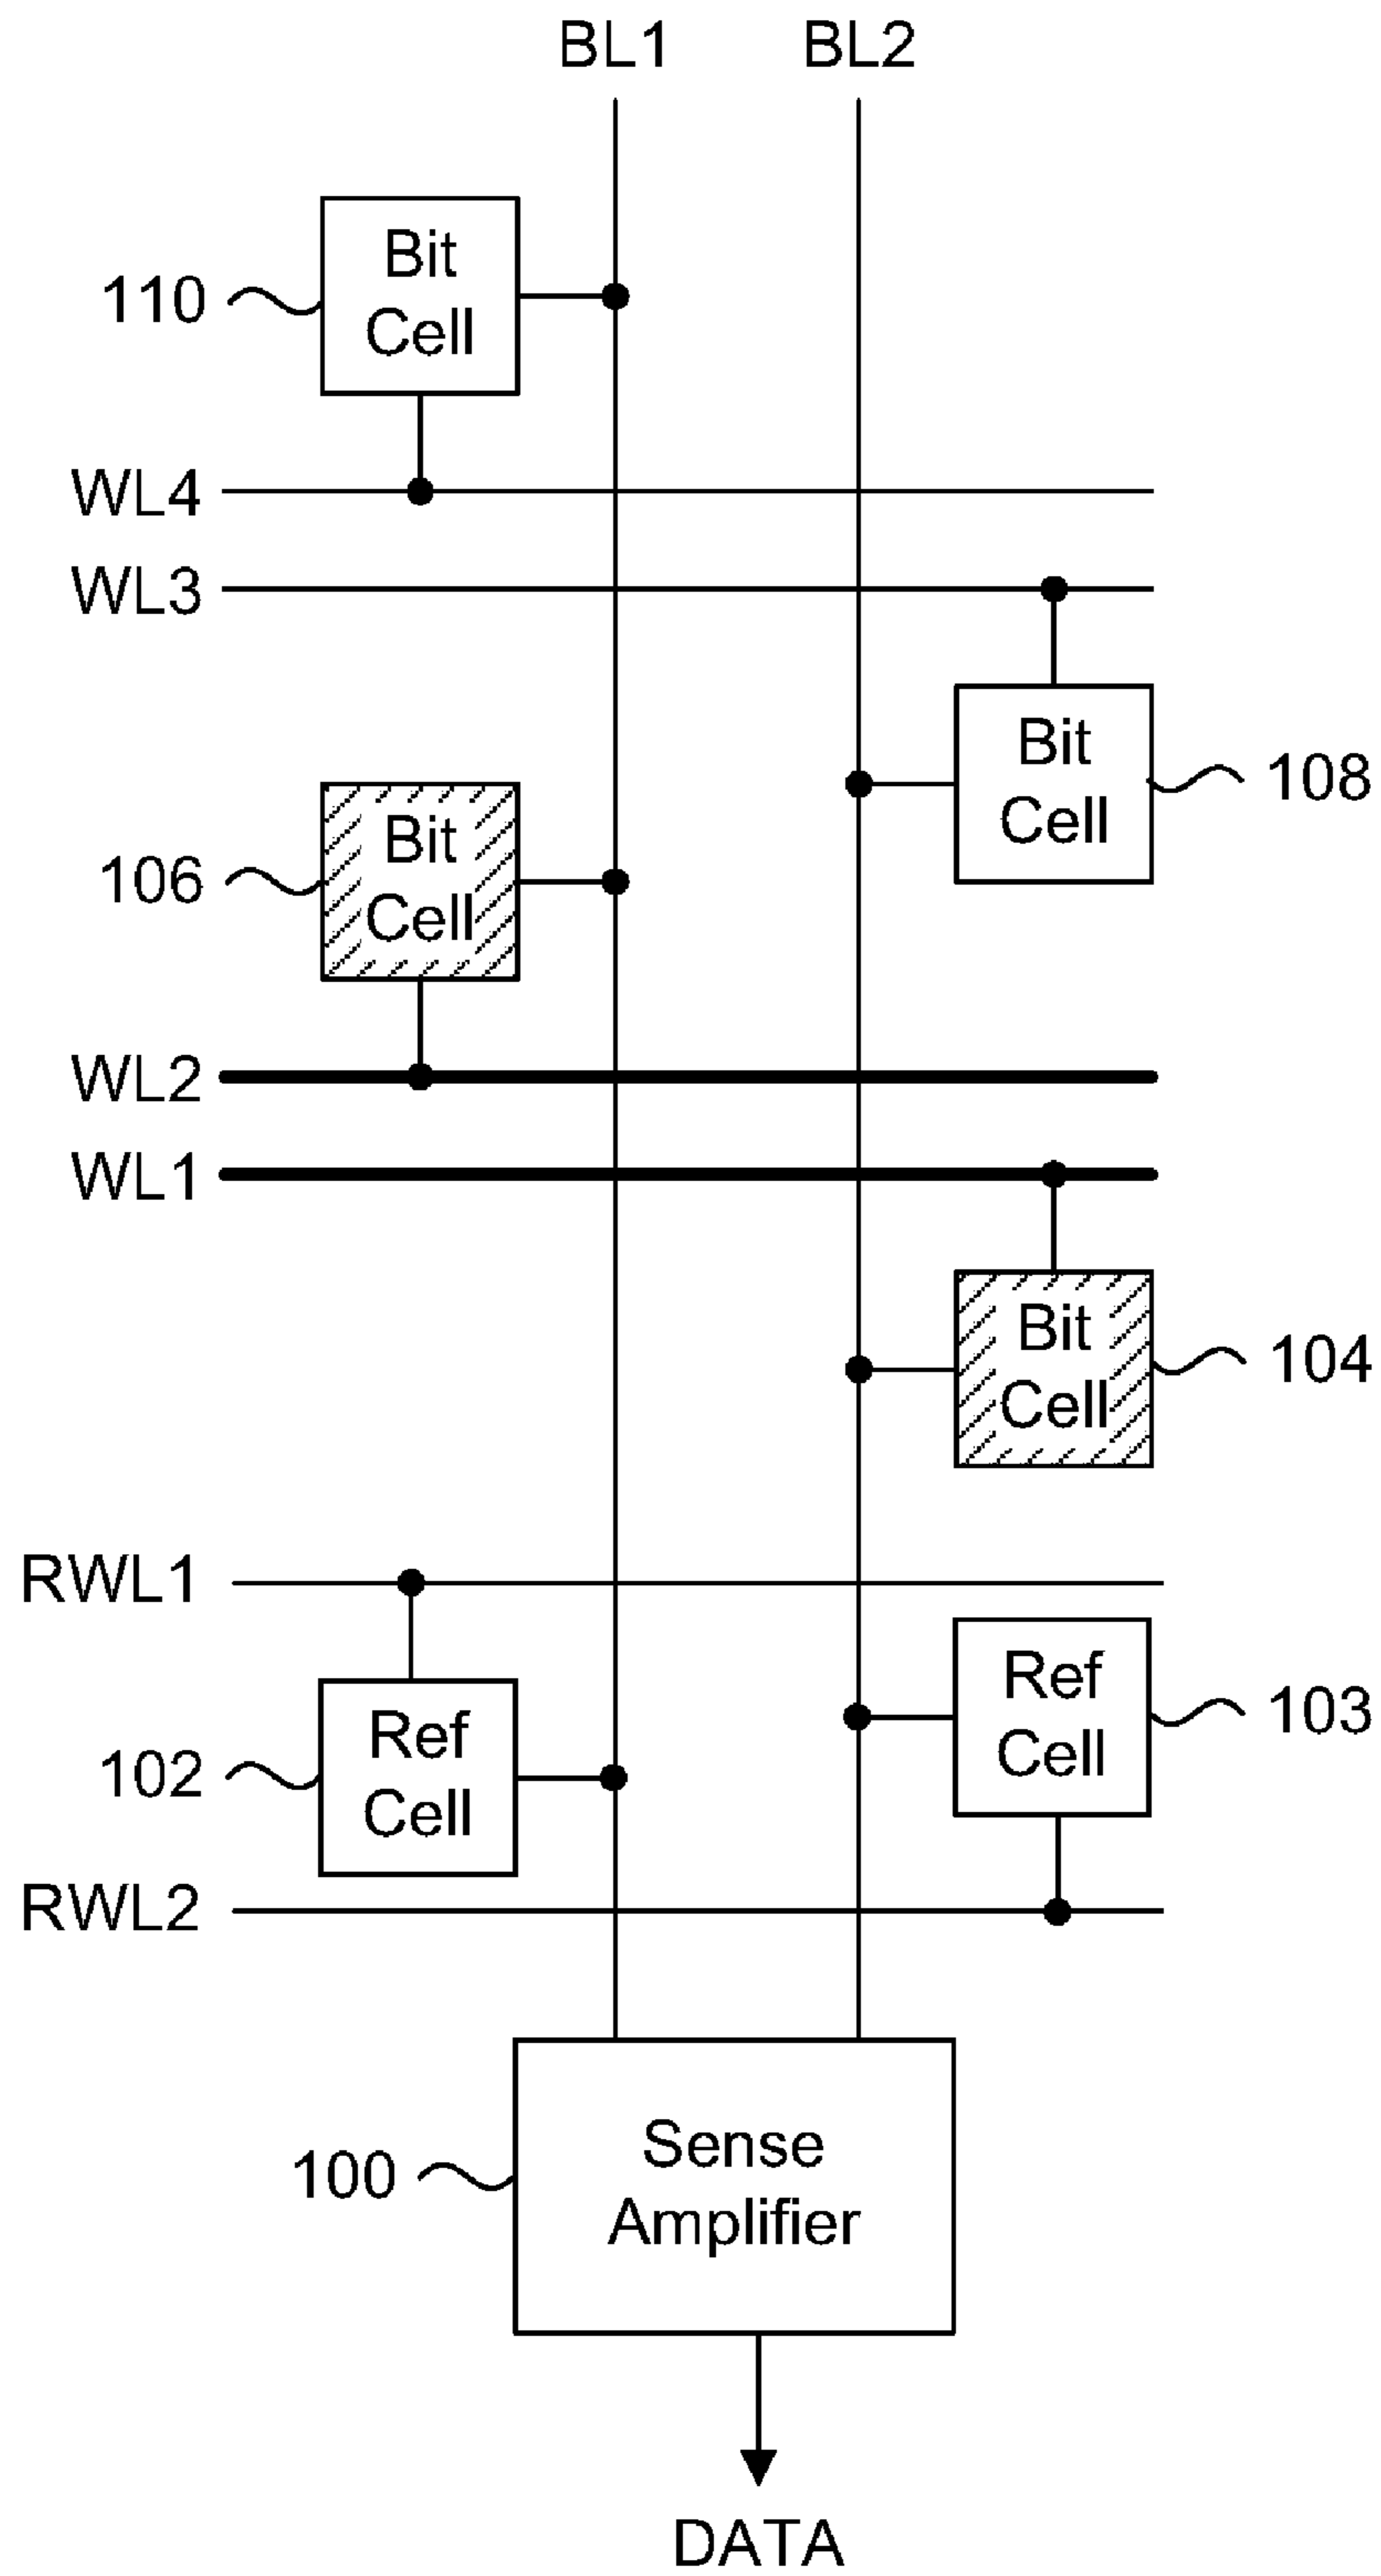 BL1 BL2
Bit
Cell
110
WL4
WL3
Bit
Cell
108
Bit
Cell
106
WL2
WL1
Bit
Cell
104
RWL1
Ref
Cell
103
Ref
Cell
102
RWL2
Sense
Amplifier
100
DATA